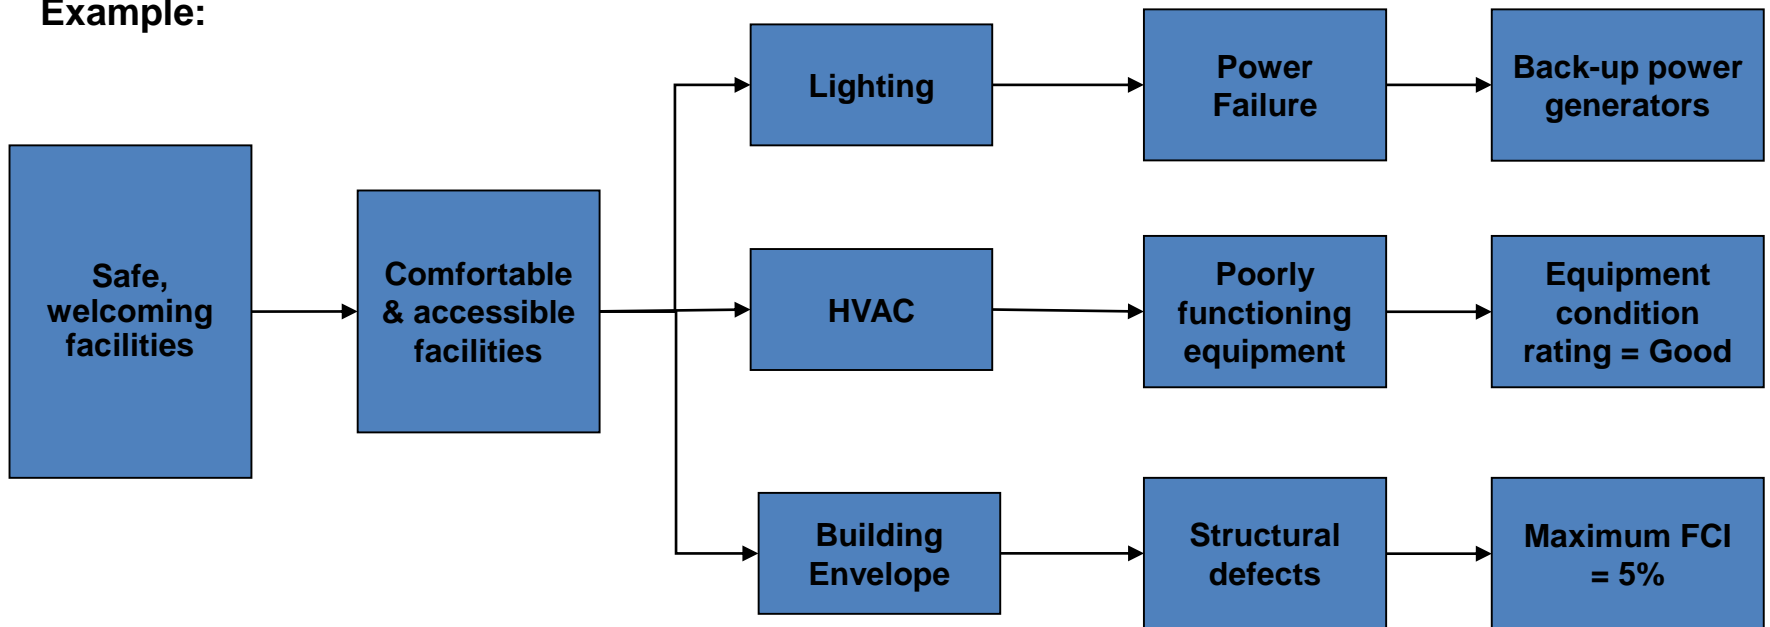 Example:
Safe,
welcoming
facilities
Comfortable
& accessible
facilities
Lighting
Power
Failure
Back-up power
generators
HVAC
Poorly
functioning
equipment
Equipment
condition
rating = Good
Building
Envelope
Structural
defects
Maximum FCI
= 5%